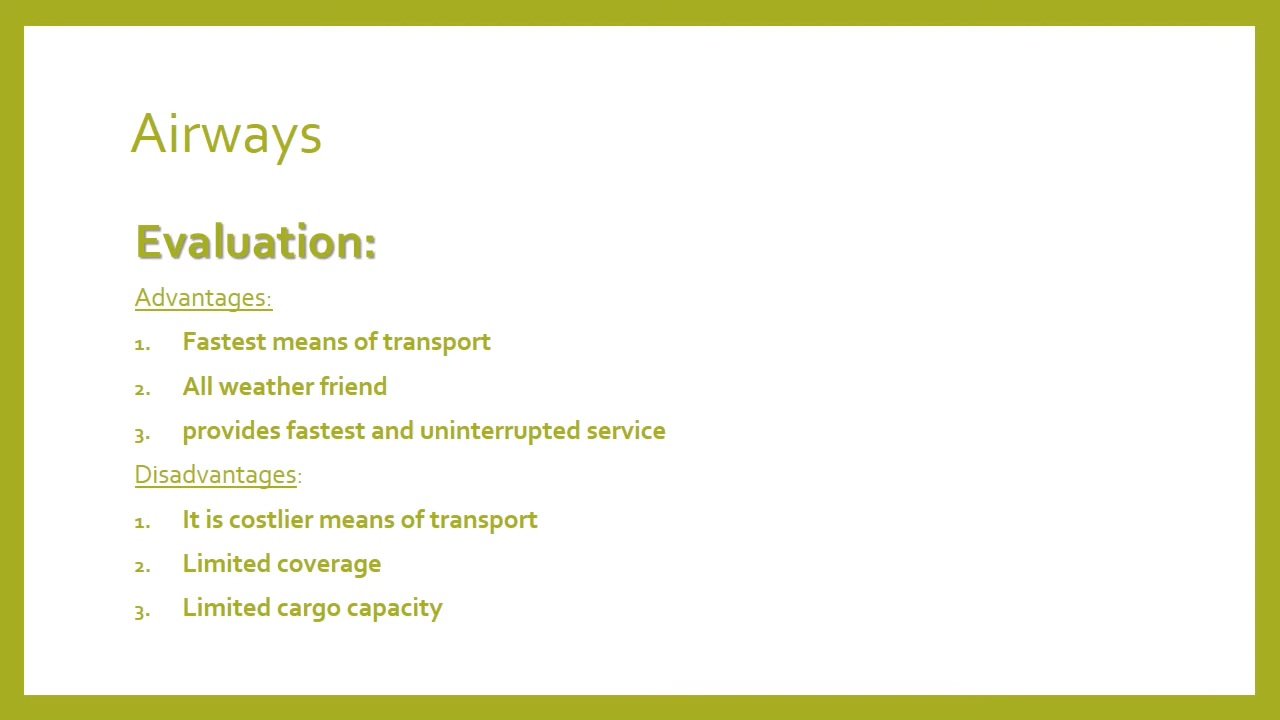 Airways
Evaluation:
Advantages:
1. Fastest means of transport
2. All weather friend
3. provides fastest and uninterrupted service
Disadvantages:
1. It is costlier means of transport
2. Limited coverage
3. Limited cargo capacity